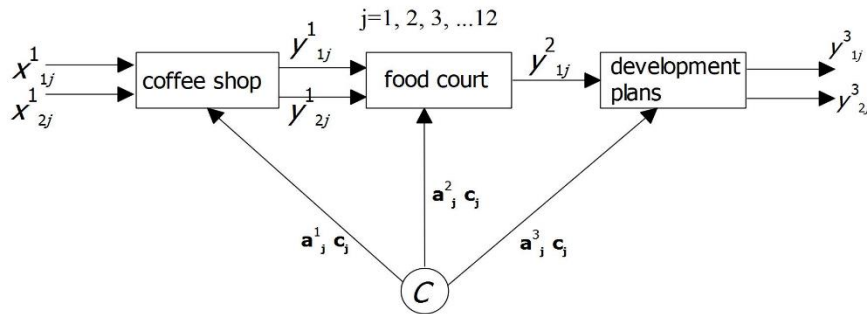 j=1, 2, 3, ...12
x¹₁ⱼ
x¹₂ⱼ
coffee shop
y¹₁ⱼ
y¹₂ⱼ
food court
y²₁ⱼ
development
plans
y³₁ⱼ
y³₂ⱼ
a¹ⱼ cⱼ
a²ⱼ cⱼ
a³ⱼ cⱼ
C